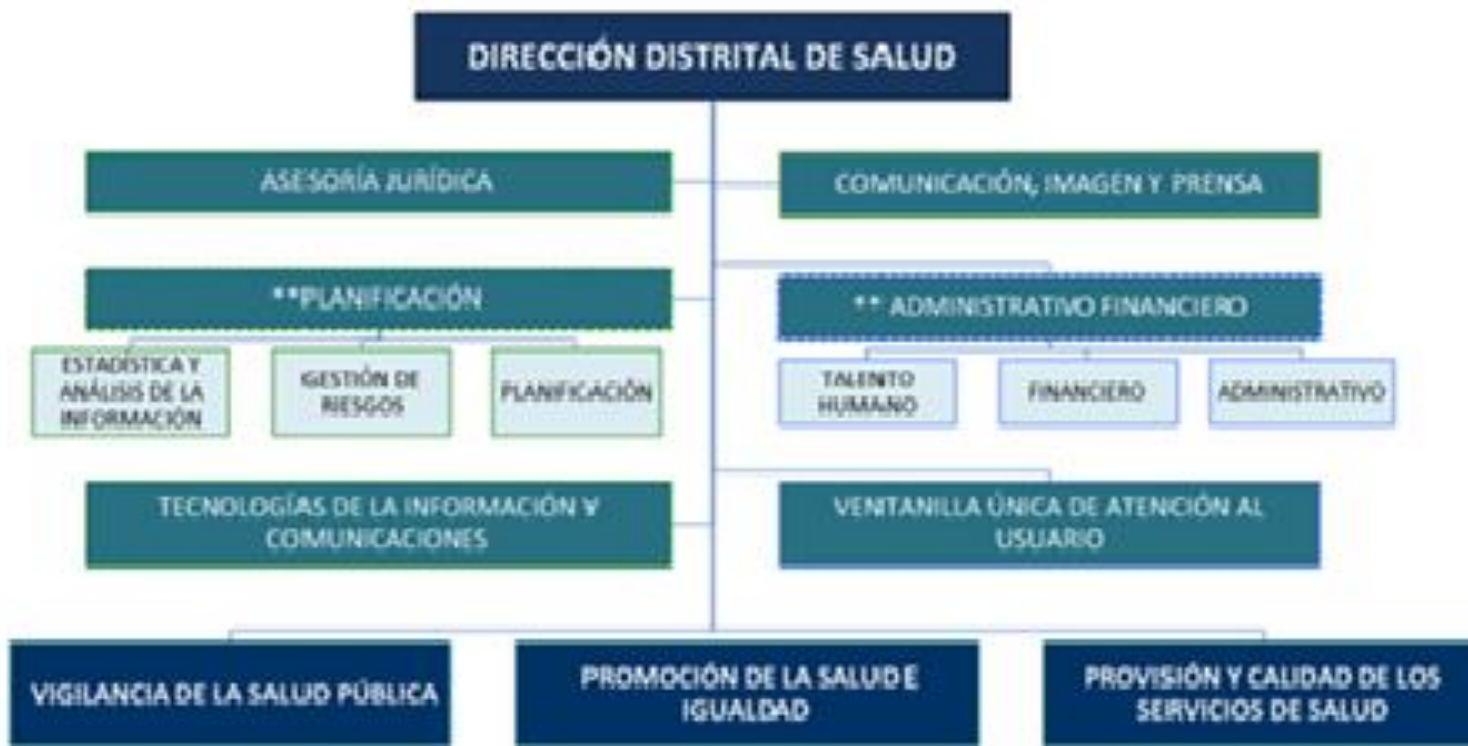 DIRECCIÓN DISTRITAL DE SALUD
ASESORÍA JURÍDICA
COMUNICACIÓN, IMAGEN Y PRENSA
**PLANIFICACIÓN
** ADMINISTRATIVO FINANCIERO
ESTADÍSTICA Y
ANÁLISIS DE LA
INFORMACIÓN
GESTIÓN DE
RIESGOS
PLANIFICACIÓN
TALENTO
HUMANO
FINANCIERO
ADMINISTRATIVO
TECNOLOGÍAS DE LA INFORMACIÓN Y
COMUNICACIONES
VENTANILLA ÚNICA DE ATENCIÓN AL
USUARIO
VIGILANCIA DE LA SALUD PÚBLICA
PROMOCIÓN DE LA SALUD E
IGUALDAD
PROVISIÓN Y CALIDAD DE LOS
SERVICIOS DE SALUD